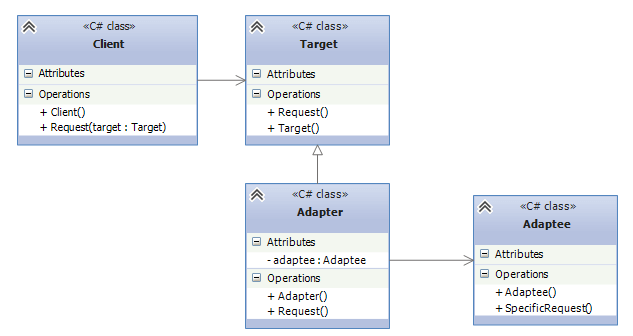 «C# class»
Client
Attributes
Operations
+ Client()
+ Request(target : Target)
«C# class»
Target
Attributes
Operations
+ Request()
+ Target()
«C# class»
Adapter
Attributes
- adaptee : Adaptee
Operations
+ Adapter()
+ Request()
«C# class»
Adaptee
Attributes
Operations
+ Adaptee()
+ SpecificRequest()